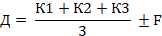 Д = (К1 + К2 + К3) / 3 ± F